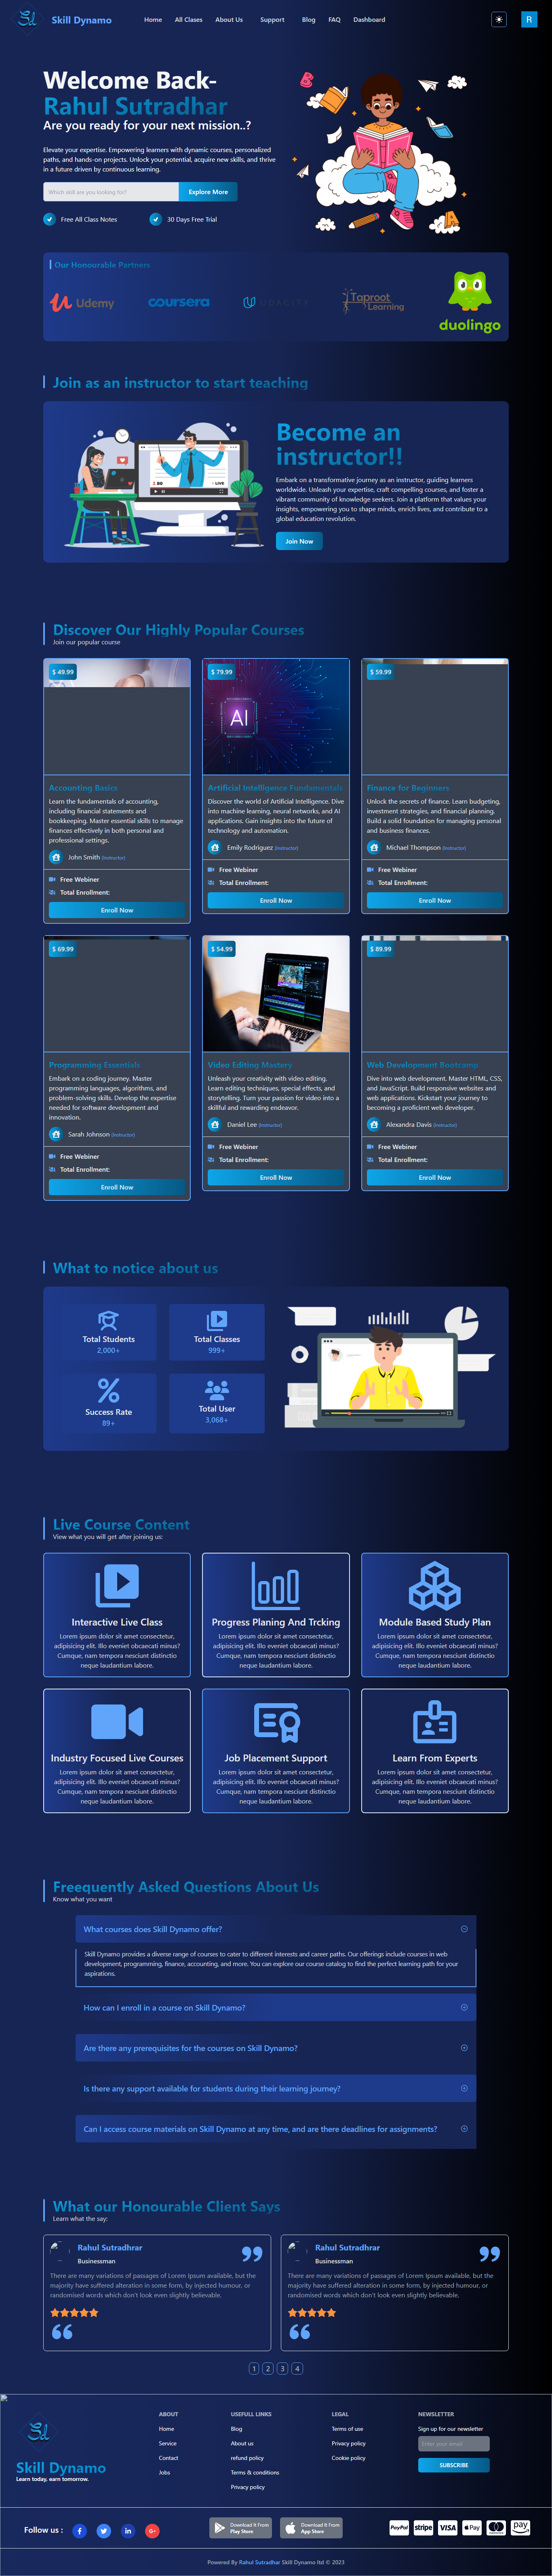 Skill Dynamo
Home All Clases About Us Support Blog FAQ Dashboard
R
Welcome Back-
Rahul Sutradhar
Are you ready for your next mission..?
Elevate your expertise. Empowering learners with dynamic courses, personalized
paths, and hands-on projects. Unlock your potential, acquire new skills, and thrive
in a future driven by continuous learning.
Which skill are you looking for?
Explore More
Free All Class Notes
30 Days Free Trial
Our Honourable Partners
Udemy
coursera
UDACITY
Taproot
Learning
duolingo
Join as an instructor to start teaching
LIVE
Become an
instructor!!
Embark on a transformative journey as an instructor, guiding learners
worldwide. Unleash your expertise, craft compelling courses, and foster a
vibrant community of knowledge seekers. Join a platform that values your
insights, empowering you to shape minds, enrich lives, and contribute to a
global education revolution.
Join Now
Discover Our Highly Popular Courses
Join our popular course
$ 49.99
Accounting Basics
Learn the fundamentals of accounting,
including financial statements and
bookkeeping. Master essential skills to manage
finances effectively in both personal and
professional settings.
John Smith (Instructor)
Free Webiner
Total Enrollment:
Enroll Now
$ 79.99
AI
Artificial Intelligence Fundamentals
Discover the world of Artificial Intelligence. Dive
into machine learning, neural networks, and AI
applications. Gain insights into the future of
technology and automation.
Emily Rodriguez (Instructor)
Free Webiner
Total Enrollment:
Enroll Now
$ 59.99
Finance for Beginners
Unlock the secrets of finance. Learn budgeting,
investment strategies, and financial planning.
Build a solid foundation for managing personal
and business finances.
Michael Thompson (Instructor)
Free Webiner
Total Enrollment:
Enroll Now
$ 69.99
Programming Essentials
Embark on a coding journey. Master
programming languages, algorithms, and
problem-solving skills. Develop the expertise
needed for software development and
innovation.
Sarah Johnson (Instructor)
Free Webiner
Total Enrollment:
Enroll Now
$ 54.99
Video Editing Mastery
Unleash your creativity with video editing.
Learn editing techniques, special effects, and
storytelling. Turn your passion for video into a
skillful and rewarding endeavor.
Daniel Lee (Instructor)
Free Webiner
Total Enrollment:
Enroll Now
$ 89.99
Web Development Bootcamp
Dive into web development. Master HTML, CSS,
and JavaScript. Build responsive websites and
web applications. Kickstart your journey to
becoming a proficient web developer.
Alexandra Davis (Instructor)
Free Webiner
Total Enrollment:
Enroll Now
What to notice about us
Total Students
2,000+
Total Classes
999+
Success Rate
89+
Total User
3,068+
Live Course Content
View what you will get after joining us:
Interactive Live Class
Lorem ipsum dolor sit amet consectetur,
adipisicing elit. Illo eveniet obcaecati minus?
Cumque, nam tempora nesciunt distinctio
neque laudantium labore.
Progress Planing And Trcking
Lorem ipsum dolor sit amet consectetur,
adipisicing elit. Illo eveniet obcaecati minus?
Cumque, nam tempora nesciunt distinctio
neque laudantium labore.
Module Based Study Plan
Lorem ipsum dolor sit amet consectetur,
adipisicing elit. Illo eveniet obcaecati minus?
Cumque, nam tempora nesciunt distinctio
neque laudantium labore.
Industry Focused Live Courses
Lorem ipsum dolor sit amet consectetur,
adipisicing elit. Illo eveniet obcaecati minus?
Cumque, nam tempora nesciunt distinctio
neque laudantium labore.
Job Placement Support
Lorem ipsum dolor sit amet consectetur,
adipisicing elit. Illo eveniet obcaecati minus?
Cumque, nam tempora nesciunt distinctio
neque laudantium labore.
Learn From Experts
Lorem ipsum dolor sit amet consectetur,
adipisicing elit. Illo eveniet obcaecati minus?
Cumque, nam tempora nesciunt distinctio
neque laudantium labore.
Freequently Asked Questions About Us
Know what you want
What courses does Skill Dynamo offer?
Skill Dynamo provides a diverse range of courses to cater to different interests and career paths. Our offerings include courses in web
development, programming, finance, accounting, and more. You can explore our course catalog to find the perfect learning path for your
aspirations.
How can I enroll in a course on Skill Dynamo?
Are there any prerequisites for the courses on Skill Dynamo?
Is there any support available for students during their learning journey?
Can I access course materials on Skill Dynamo at any time, and are there deadlines for assignments?
What our Honourable Client Says
Learn what the say:
Rahul Sutradhrar
Businessman
There are many variations of passages of Lorem Ipsum available, but the
majority have suffered alteration in some form, by injected humour, or
randomised words which don't look even slightly believable.
Rahul Sutradhrar
Businessman
There are many variations of passages of Lorem Ipsum available, but the
majority have suffered alteration in some form, by injected humour, or
randomised words which don't look even slightly believable.
1 2 3 4
Sd
Skill Dynamo
Learn today, earn tomorrow.
ABOUT
Home
Service
Contact
Jobs
USEFULL LINKS
Blog
About us
refund policy
Terms & conditions
Privacy policy
LEGAL
Terms of use
Privacy policy
Cookie policy
NEWSLETTER
Sign up for our newsletter
Enter your email
SUBSCRIBE
Follow us :
Download It From
Play Store
Download It From
App Store
PayPal stripe VISA Pay mastercard pay
Powered By Rahul Sutradhar Skill Dynamo ltd © 2023